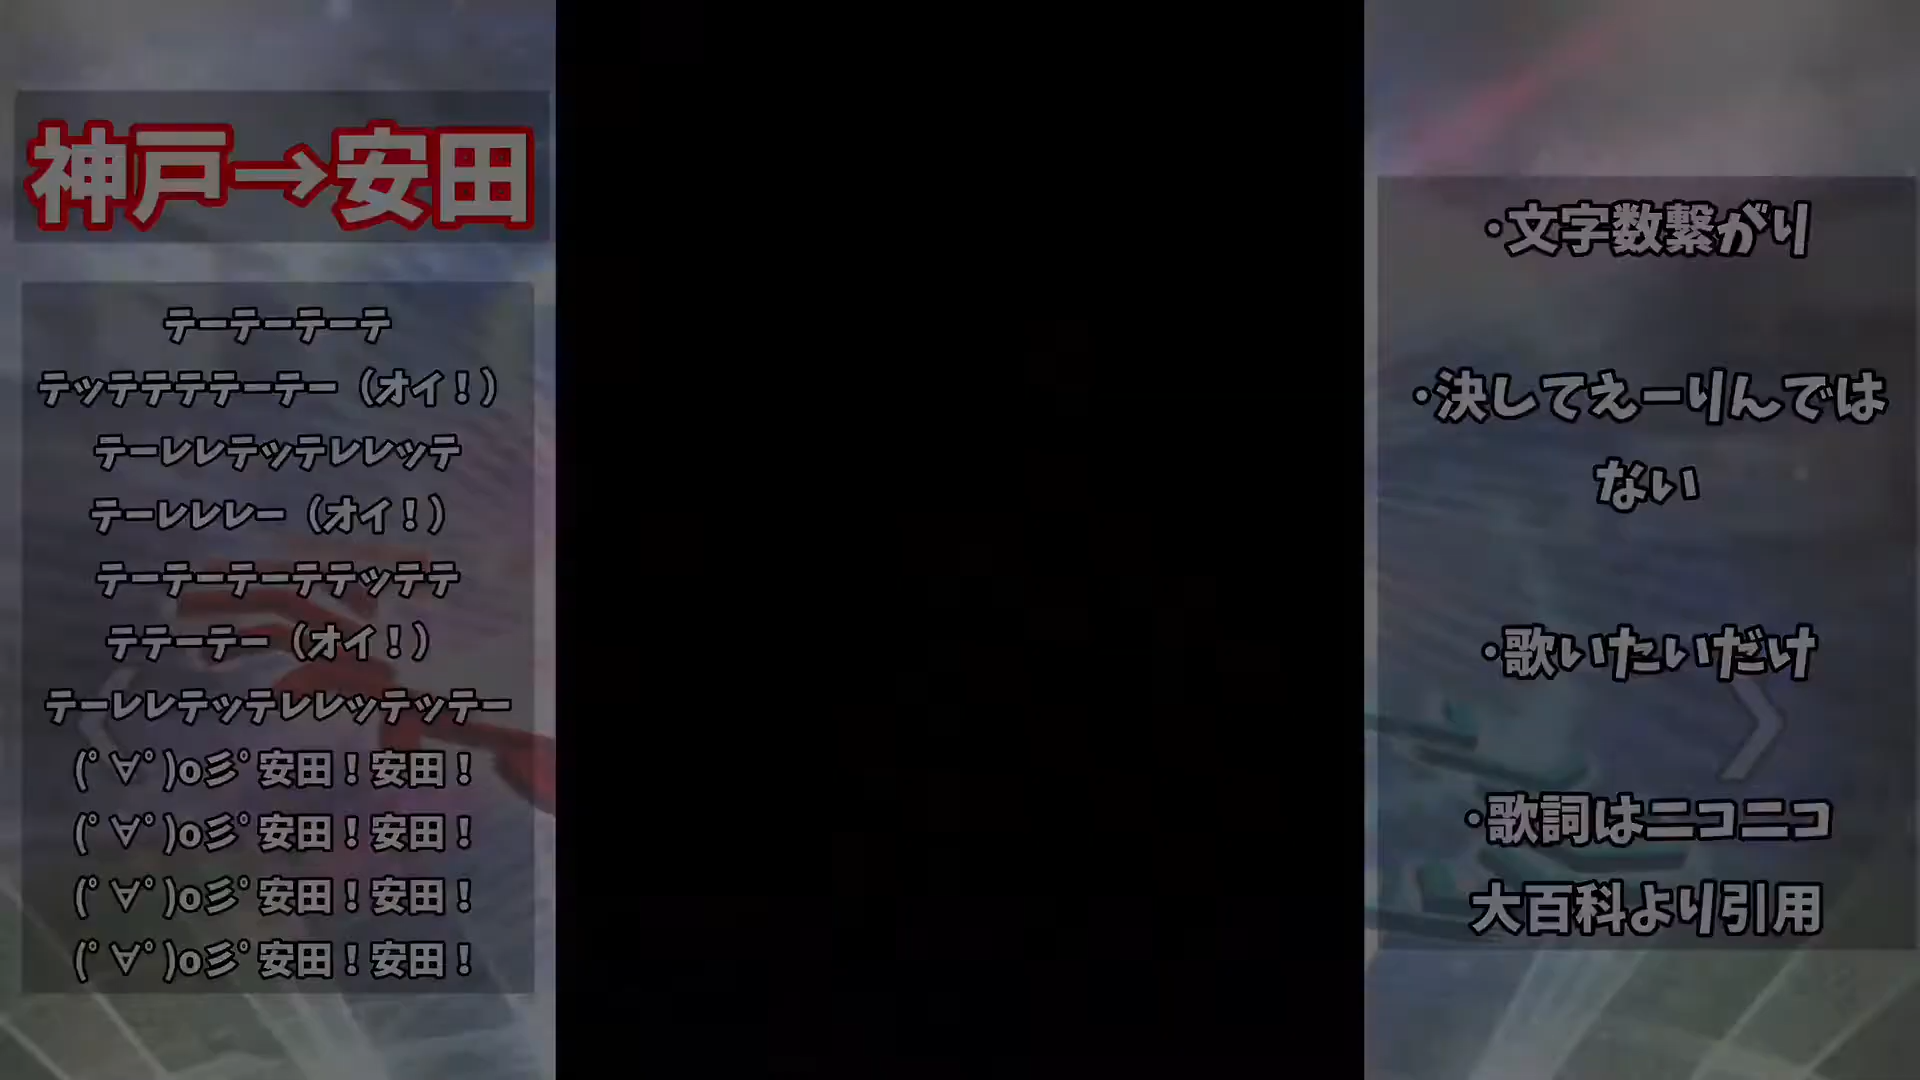 神戸→安田
テーテーテーテ
テッテテテテーテー（オイ！）
テーレレテッテレレッテ
テーレレレー（オイ！）
テーテーテーテテッテテ
テテーテー（オイ！）
テーレレテッテレレッテッテー
(ﾟ∀ﾟ)o彡ﾟ安田！安田！
(ﾟ∀ﾟ)o彡ﾟ安田！安田！
(ﾟ∀ﾟ)o彡ﾟ安田！安田！
(ﾟ∀ﾟ)o彡ﾟ安田！安田！
・文字数繋がり
・決してえーりんでは
ない
・歌いたいだけ
・歌詞はニコニコ
大百科より引用